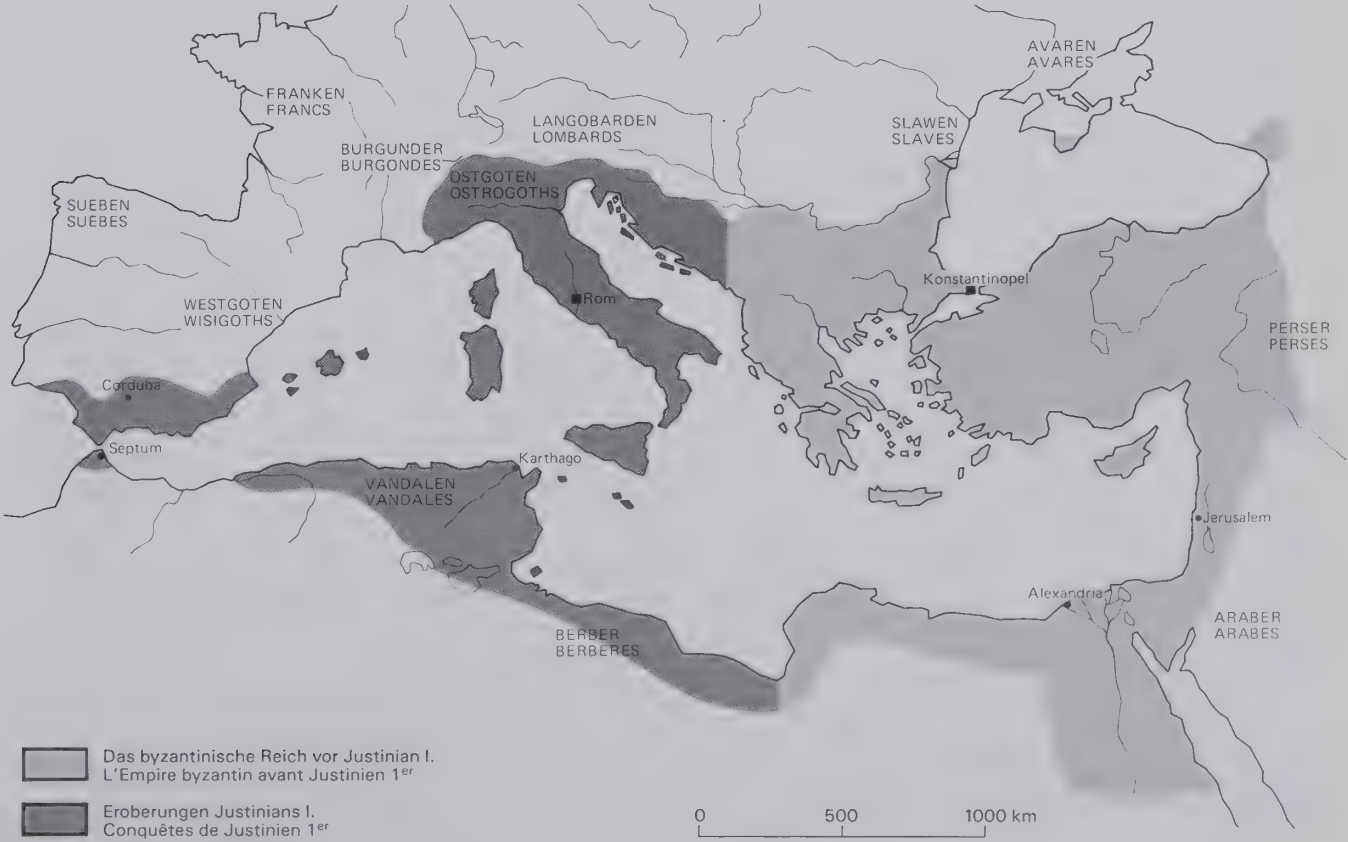 AVAREN
AVARES
FRANKEN
FRANCS
LANGOBARDEN
LOMBARDS
SLAWEN
SLAVES
BURGUNDER
BURGONDES
OSTGOTEN
OSTROGOTHS
SUEBEN
SUEBES
Konstantinopel
WESTGOTEN
WISIGOTHS
Rom
PERSER
PERSES
Corduba
Septum
Karthago
VANDALEN
VANDALES
Jerusalem
Alexandria
ARABER
ARABES
BERBER
BERBERES
Das byzantinische Reich vor Justinian I.
L'Empire byzantin avant Justinien 1er
Eroberungen Justinians I.
Conquêtes de Justinien 1er
0 500 1000 km